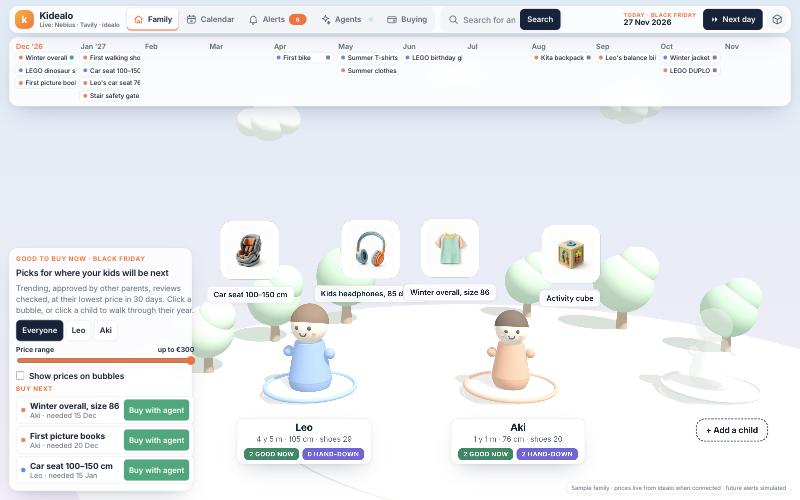 k Kidealo
Live: Nebius · Tavily · idealo
Family
Calendar
Alerts 6
Agents
Buying
Search for an
Search
TODAY · BLACK FRIDAY
27 Nov 2026
Next day
Dec '26 Jan '27 Feb Mar Apr May Jun Jul Aug Sep Oct Nov
Winter overall
First walking sho
First bike
Summer T-shirts
LEGO birthday gi
Kita backpack
Leo's balance bil
Winter jacket
LEGO dinosaur s
Car seat 100–150
Summer clothes
LEGO DUPLO
First picture boo
Leo's car seat 76
Stair safety gate
Car seat 100–150 cm
Kids headphones, 85 d
Winter overall, size 86
Activity cube
GOOD TO BUY NOW · BLACK FRIDAY
Picks for where your kids will be next
Trending, approved by other parents, reviews
checked, at their lowest price in 30 days. Click a
bubble, or click a child to walk through their year.
Everyone Leo Aki
Price range up to €300
Show prices on bubbles
BUY NEXT
Winter overall, size 86
Aki · needed 15 Dec
Buy with agent
First picture books
Aki · needed 20 Dec
Buy with agent
Car seat 100–150 cm
Leo · needed 15 Jan
Buy with agent
Leo
4 y 5 m · 105 cm · shoes 29
2 GOOD NOW 0 HAND-DOWN
Aki
1 y 1 m · 76 cm · shoes 20
2 GOOD NOW 2 HAND-DOWN
+ Add a child
Sample family · prices live from idealo when connected · future alerts simulated